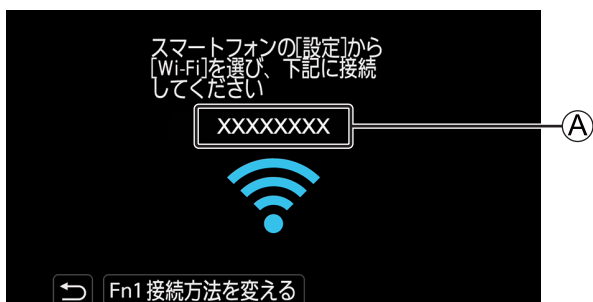 スマートフォンの[設定]から
[Wi-Fi]を選び、下記に接続
してください
XXXXXXXX
Ⓐ
Fn1 接続方法を変える